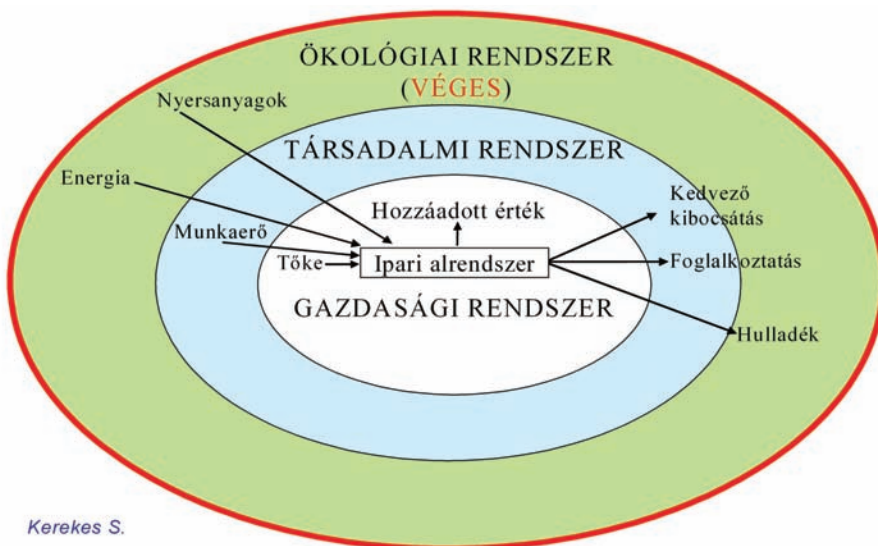 ÖKOLÓGIAI RENDSZER
(VÉGES)
Nyersanyagok
TÁRSADALMI RENDSZER
Energia
Hozzáadott érték
Kedvező
kibocsátás
Munkaerő
Tőke
Ipari alrendszer
Foglalkoztatás
GAZDASÁGI RENDSZER
Hulladék
Kerekes S.